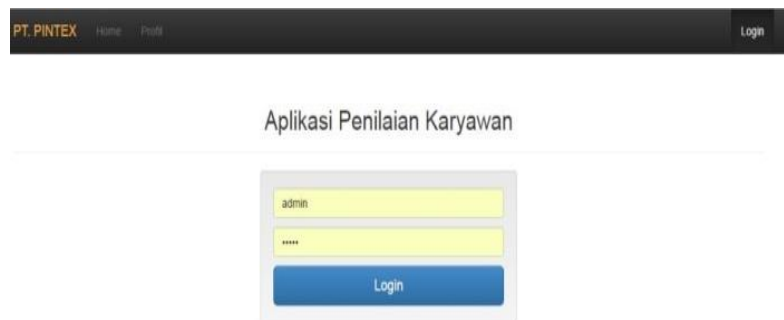 PT. PINTEX Home Profil Login
Aplikasi Penilaian Karyawan
admin
•••••
Login